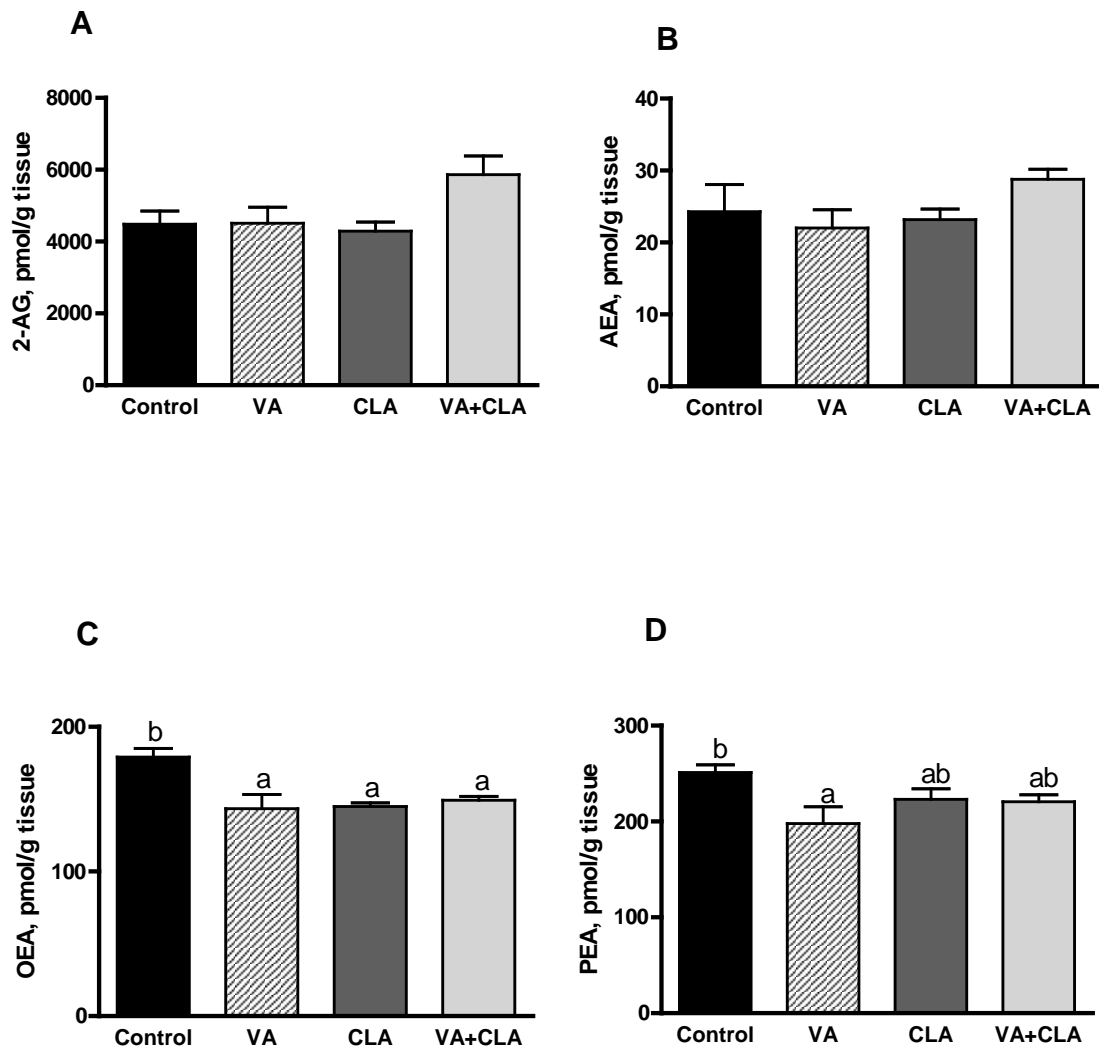 A
2-AG, pmol/g tissue
8000
6000
4000
2000
0
Control VA CLA VA+CLA
B
AEA, pmol/g tissue
40
30
20
10
0
Control VA CLA VA+CLA
C
OEA, pmol/g tissue
200
100
0
b a a a
Control VA CLA VA+CLA
D
PEA, pmol/g tissue
300
200
100
0
b a ab ab
Control VA CLA VA+CLA